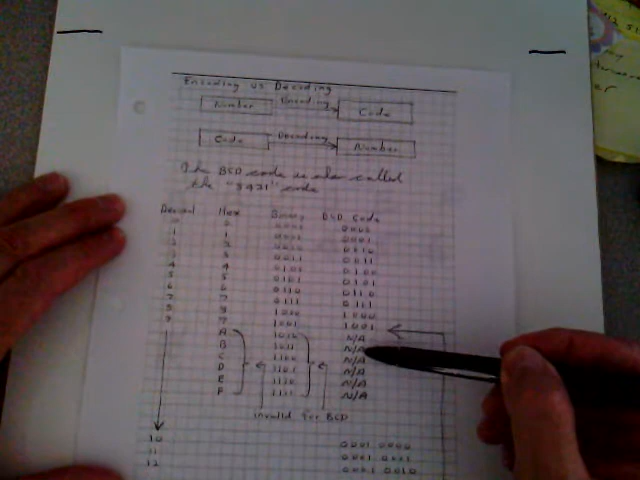 Encoding vs Decoding
Number Encoding Code
Code Decoding Number
The BCD code is also called
the "8421" code
Decimal Hex Binary BCD Code
0 0 0000 0000
1 1 0001 0001
2 2 0010 0010
3 3 0011 0011
4 4 0100 0100
5 5 0101 0101
6 6 0110 0110
7 7 0111 0111
8 8 1000 1000
9 9 1001 1001
A 1010 N/A
B 1011 N/A
C 1100 N/A
D 1101 N/A
E 1110 N/A
F 1111 N/A
invalid for BCD
10 0001 0000
11 0001 0001
12 0001 0010